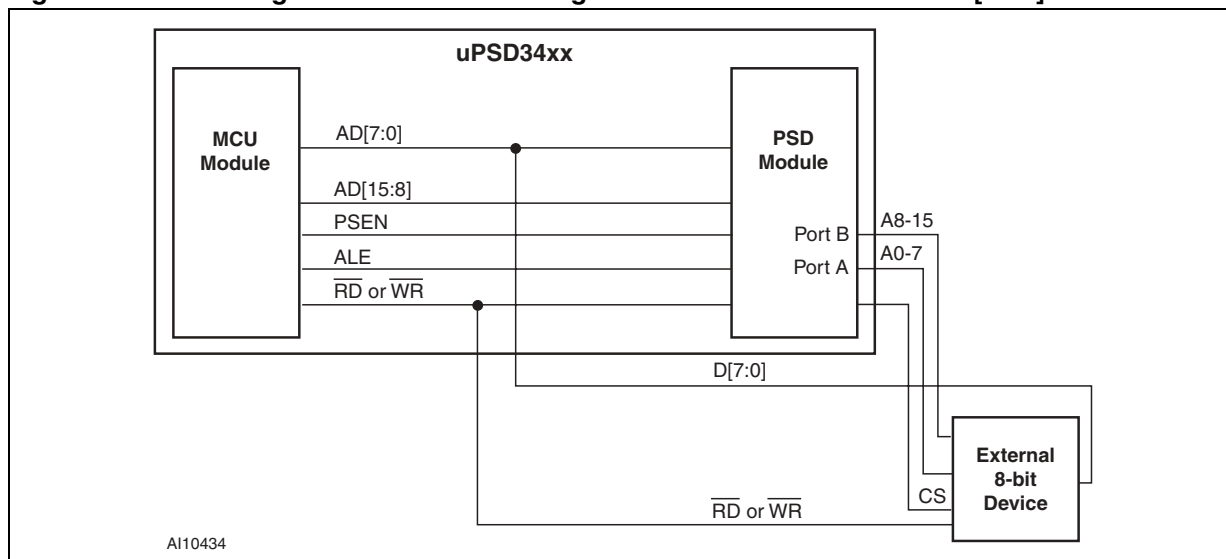 uPSD34xx
MCU
Module
AD[7:0]
AD[15:8]
PSEN
ALE
RD or WR
PSD
Module
Port B
Port A
A8-15
A0-7
D[7:0]
External
8-bit
Device
CS
RD or WR
AI10434